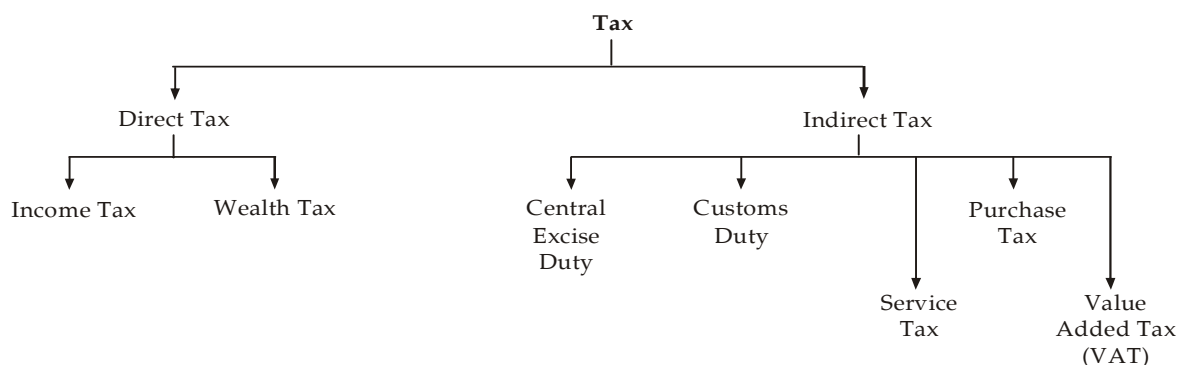 Tax
Direct Tax
Indirect Tax
Income Tax
Wealth Tax
Central
Excise
Duty
Customs
Duty
Service
Tax
Purchase
Tax
Value
Added Tax
(VAT)